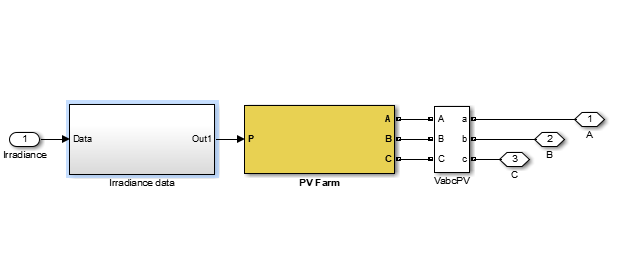 1
Irradiance
Data
Out1
Irradiance data
P
A
B
C
PV Farm
A
B
C
a
b
c
VabcPV
1
A
2
B
3
C